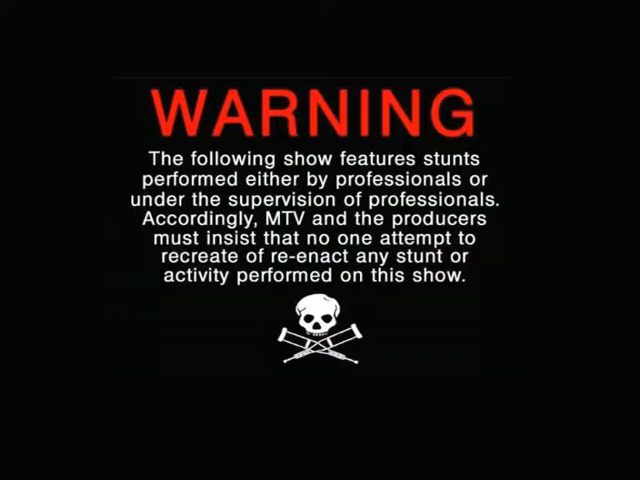 WARNING
The following show features stunts
performed either by professionals or
under the supervision of professionals.
Accordingly, MTV and the producers
must insist that no one attempt to
recreate of re-enact any stunt or
activity performed on this show.